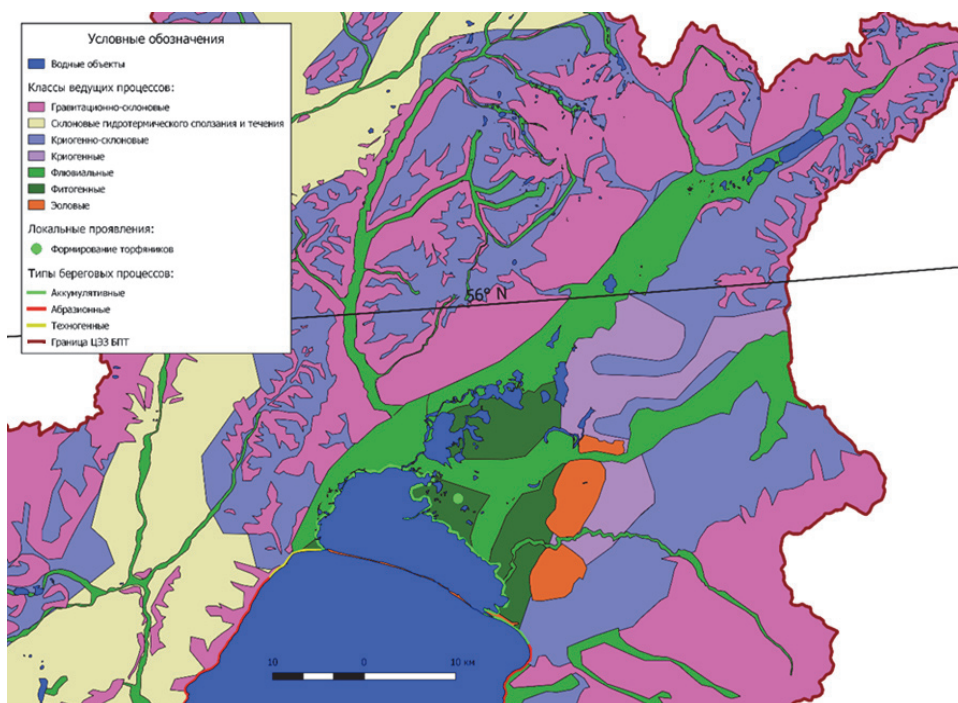 Условные обозначения
Водные объекты
Классы ведущих процессов:
Гравитационно-склоновые
Склоновые гидротермического сползания и течения
Криогенно-склоновые
Криогенные
Флювиальные
Фитогенные
Эоловые
Локальные проявления:
Формирование торфяников
Типы береговых процессов:
Аккумулятивные
Абразионные
Техногенные
Граница ЦЭЗ БПТ
56° N
10 0 10 км